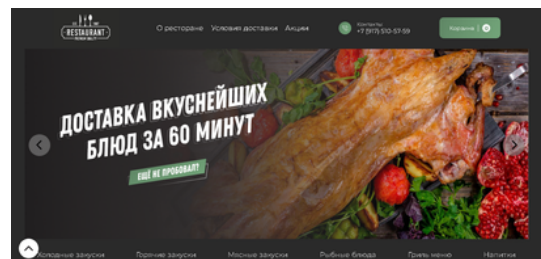 RESTAURANT
О ресторане Условия доставки Акции
Контакты
+7 (917) 510-57-59
Корзина 0
ДОСТАВКА ВКУСНЕЙШИХ
БЛЮД ЗА 60 МИНУТ
ЕЩЁ НЕ ПРОБОВАЛ?
Холодные закуски Горячие закуски Мясные закуски Рыбные блюда Гриль меню Напитки